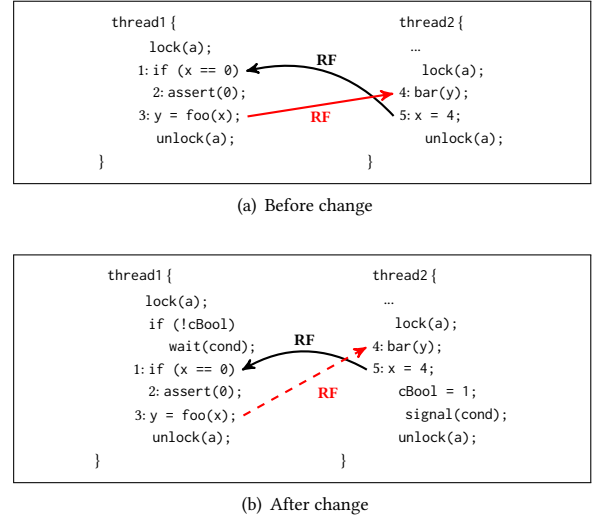 thread1 {
lock(a);
1: if (x == 0)
2: assert(0);
3: y = foo(x);
unlock(a);
}
RF
RF
thread2 {
...
lock(a);
4: bar(y);
5: x = 4;
unlock(a);
}
(a) Before change
thread1 {
lock(a);
if (!cBool)
wait(cond);
1: if (x == 0)
2: assert(0);
3: y = foo(x);
unlock(a);
}
RF
RF
thread2 {
...
lock(a);
4: bar(y);
5: x = 4;
cBool = 1;
signal(cond);
unlock(a);
}
(b) After change